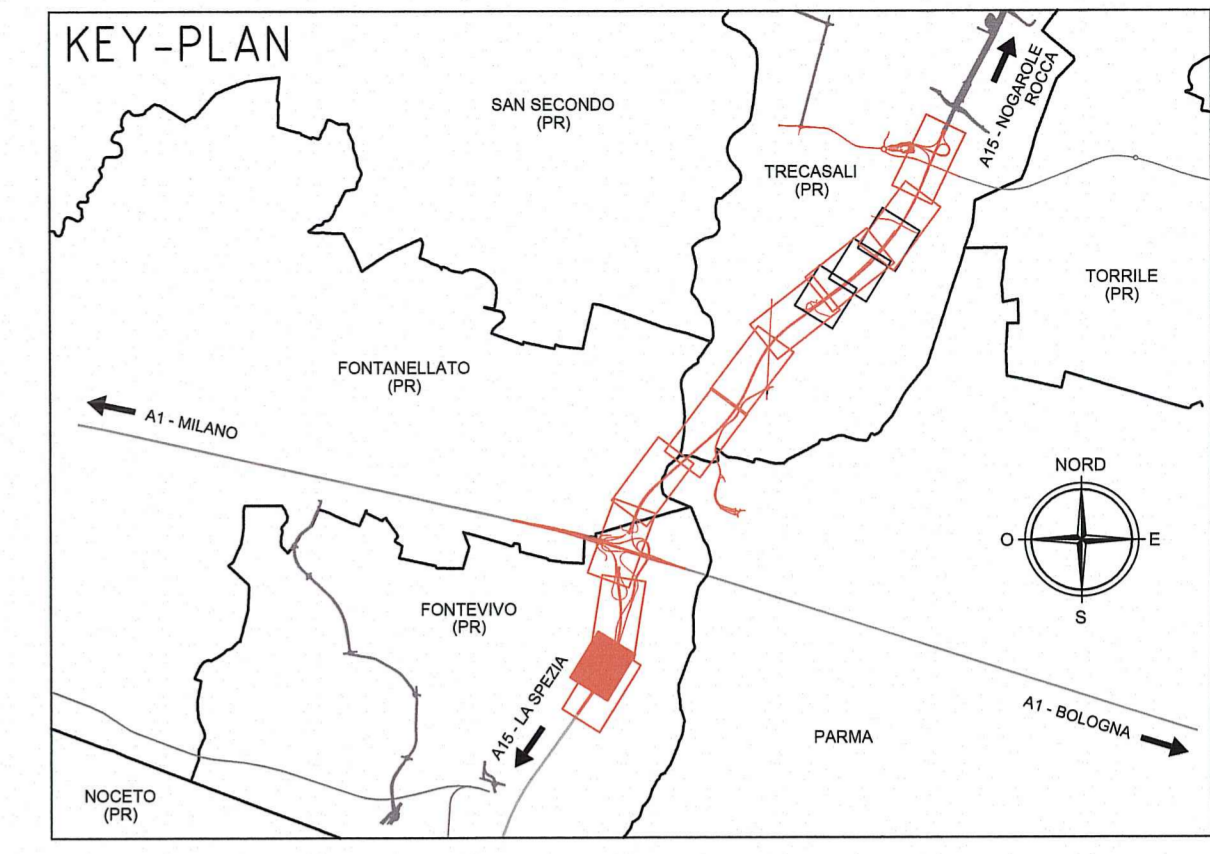 KEY-PLAN
SAN SECONDO
(PR)
A15 - NOGAROLE
ROCCA
TRECASALI
(PR)
TORRILE
(PR)
FONTANELLATO
(PR)
A1 - MILANO
NORD
O
E
S
FONTEVIVO
(PR)
A15 - LA SPEZIA
A1 - BOLOGNA
PARMA
NOCETO
(PR)